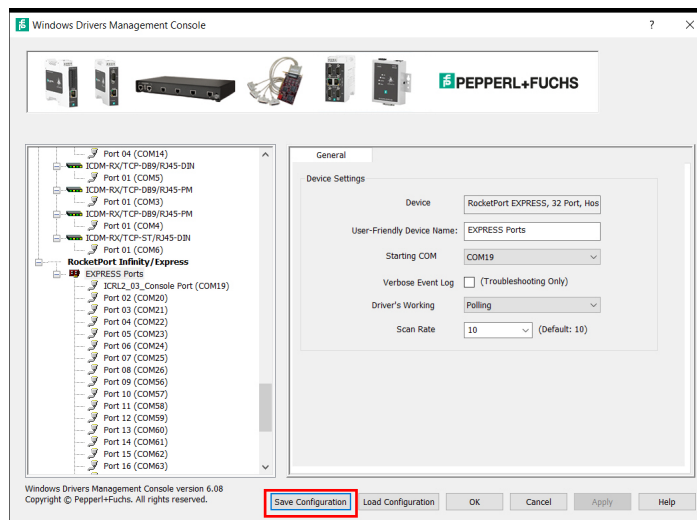 Windows Drivers Management Console
PEPPERL+FUCHS
Port 04 (COM14)
ICDM-RX/TCP-DB9/RJ45-DIN
Port 01 (COM5)
ICDM-RX/TCP-DB9/RJ45-PM
Port 01 (COM3)
ICDM-RX/TCP-DB9/RJ45-PM
Port 01 (COM4)
ICDM-RX/TCP-ST/RJ45-DIN
Port 01 (COM6)
RocketPort Infinity/Express
EXPRESS Ports
ICRL2_03_Console Port (COM19)
Port 02 (COM20)
Port 03 (COM21)
Port 04 (COM22)
Port 05 (COM23)
Port 06 (COM24)
Port 07 (COM25)
Port 08 (COM26)
Port 09 (COM56)
Port 10 (COM57)
Port 11 (COM58)
Port 12 (COM59)
Port 13 (COM60)
Port 14 (COM61)
Port 15 (COM62)
Port 16 (COM63)
General
Device Settings
Device RocketPort EXPRESS, 32 Port, Hos
User-Friendly Device Name: EXPRESS Ports
Starting COM COM19
Verbose Event Log (Troubleshooting Only)
Driver's Working Polling
Scan Rate 10 (Default: 10)
Windows Drivers Management Console version 6.08
Copyright © Pepperl+Fuchs. All rights reserved.
Save Configuration Load Configuration OK Cancel Apply Help